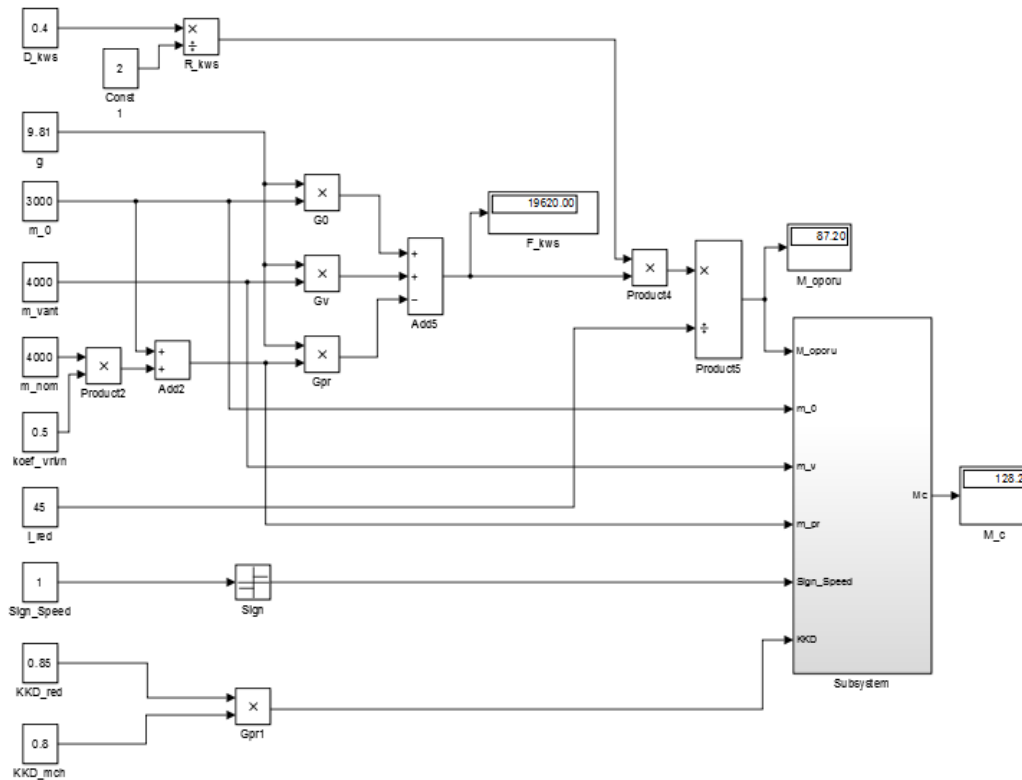 0.4
D_kws
2
Const
1
×
÷
R_kws
9.81
g
3000
m_0
4000
m_vant
4000
m_nom
0.5
koef_vrivn
×
Product2
+
+
Add2
×
G0
×
Gv
×
Gpr
+
+
−
Add5
19620.00
F_kws
×
Product4
×
÷
Product5
87.20
M_oporu
45
i_red
1
Sign_Speed
Sign
0.85
KKD_red
0.8
KKD_mch
×
Gpr1
M_oporu
m_0
m_v
m_pr
Sign_Speed
KKD
Mc
Subsystem
128.2
M_c